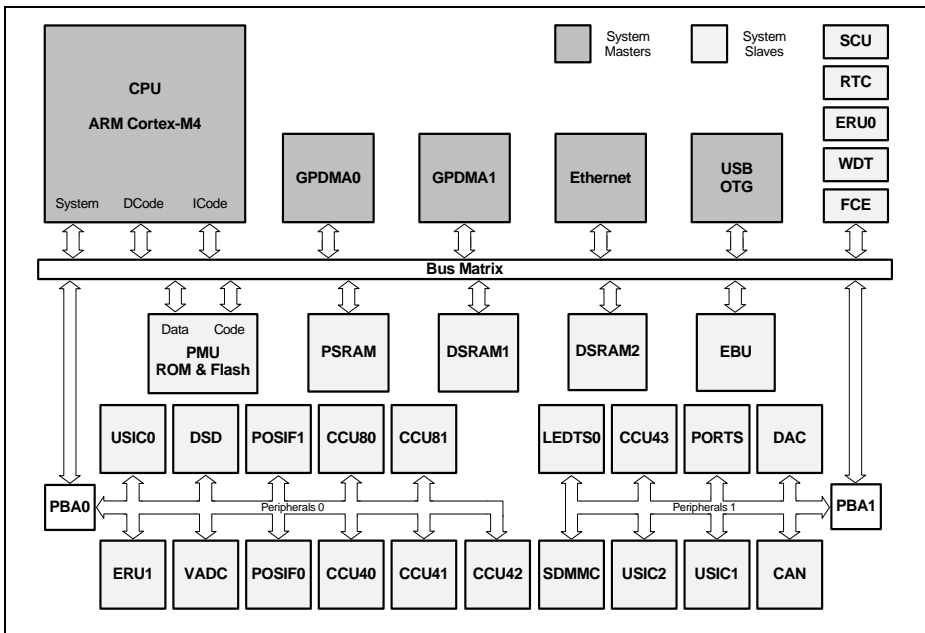 CPU
ARM Cortex-M4
System
DCode
ICode
GPDMA0
GPDMA1
Ethernet
USB
OTG
System
Masters
System
Slaves
SCU
RTC
ERU0
WDT
FCE
Bus Matrix
Data
Code
PMU
ROM & Flash
PSRAM
DSRAM1
DSRAM2
EBU
USIC0
DSD
POSIF1
CCU80
CCU81
LEDTS0
CCU43
PORTS
DAC
PBA0
Peripherals 0
Peripherals 1
PBA1
ERU1
VADC
POSIF0
CCU40
CCU41
CCU42
SDMMC
USIC2
USIC1
CAN